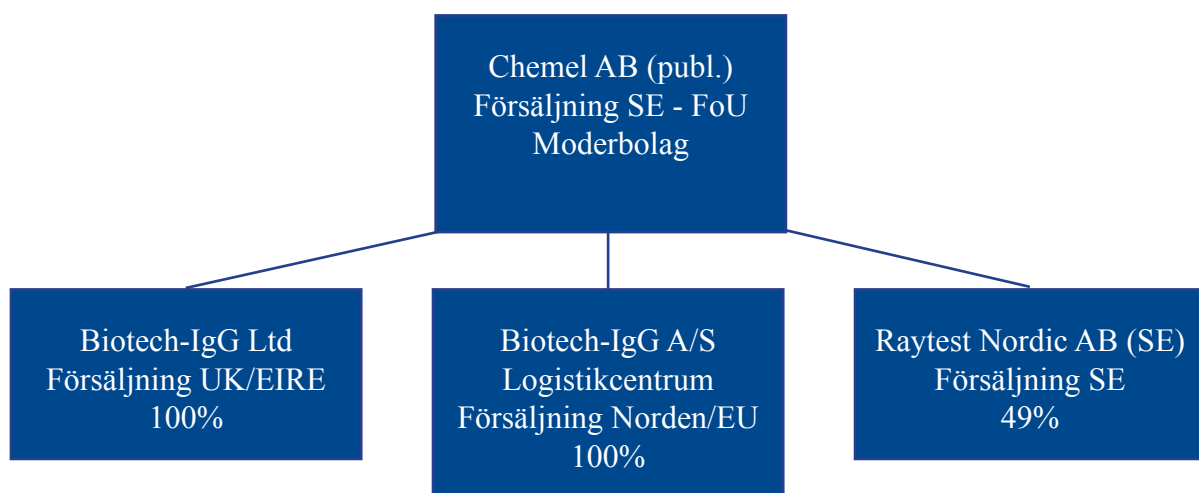 Chemel AB (publ.)
Försäljning SE - FoU
Moderbolag
Biotech-IgG Ltd
Försäljning UK/EIRE
100%
Biotech-IgG A/S
Logistikcentrum
Försäljning Norden/EU
100%
Raytest Nordic AB (SE)
Försäljning SE
49%